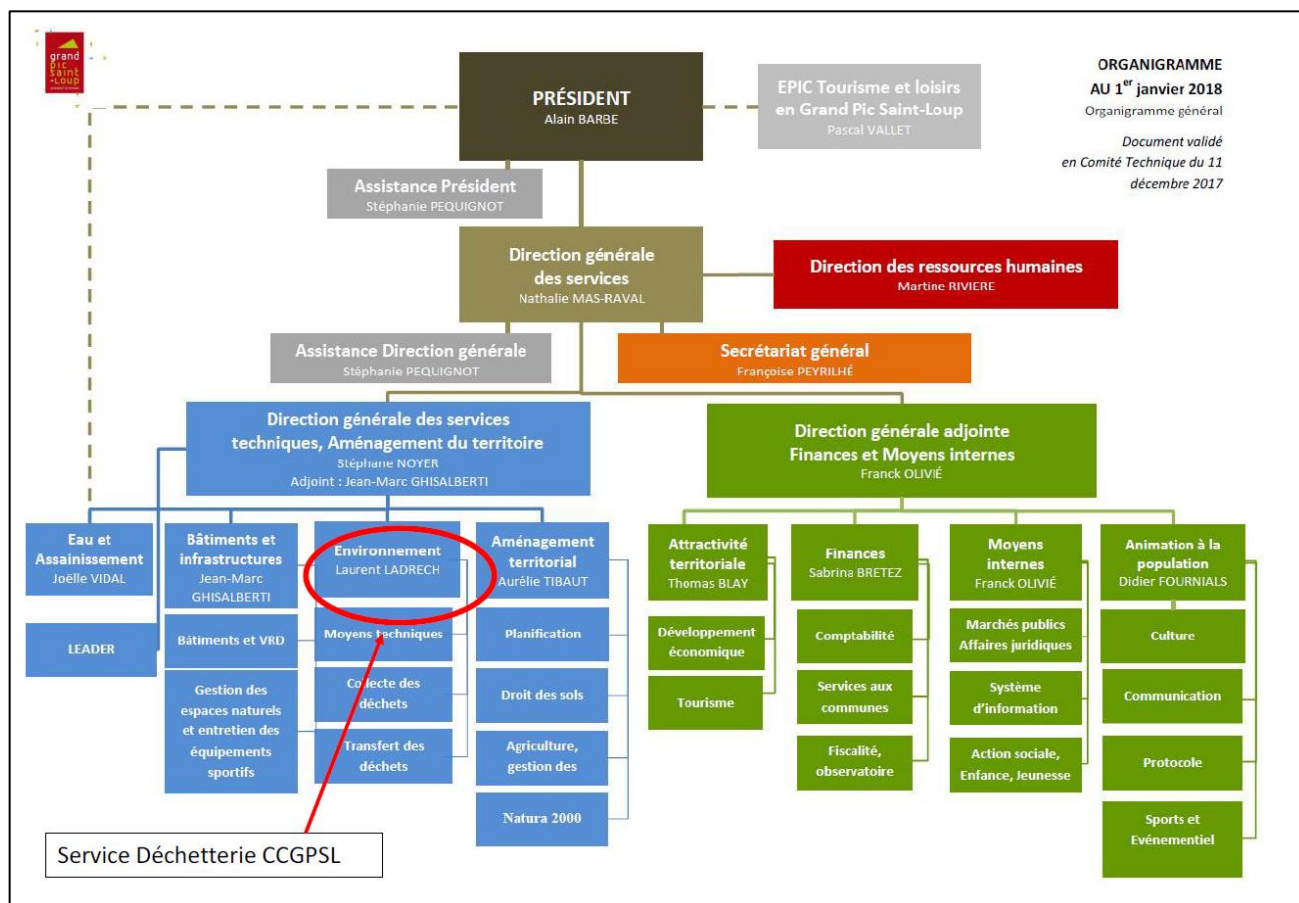 grand
pic
saint
-Loup
ORGANIGRAMME
AU 1er janvier 2018
Organigramme général
Document validé
en Comité Technique du 11
décembre 2017
PRÉSIDENT
Alain BARBE
EPIC Tourisme et loisirs
en Grand Pic Saint-Loup
Pascal VALLET
Assistance Président
Stéphanie PEQUIGNOT
Direction générale
des services
Nathalie MAS-RAVAL
Direction des ressources humaines
Martine RIVIERE
Assistance Direction générale
Stéphanie PEQUIGNOT
Secrétariat général
Françoise PEYRILHÉ
Direction générale des services
techniques, Aménagement du territoire
Stéphane NOYER
Adjoint : Jean-Marc GHISALBERTI
Direction générale adjointe
Finances et Moyens internes
Franck OLIVIÉ
Eau et
Assainissement
Joëlle VIDAL
LEADER
Bâtiments et
infrastructures
Jean-Marc
GHISALBERTI
Bâtiments et VRD
Gestion des
espaces naturels
et entretien des
équipements
sportifs
Environnement
Laurent LADRECH
Moyens techniques
Collecte des
déchets
Transfert des
déchets
Aménagement
territorial
Aurélie TIBAUT
Planification
Droit des sols
Agriculture,
gestion des
Natura 2000
Attractivité
territoriale
Thomas BLAY
Développement
économique
Tourisme
Finances
Sabrina BRETEZ
Comptabilité
Services aux
communes
Fiscalité,
observatoire
Moyens
internes
Franck OLIVIÉ
Marchés publics
Affaires juridiques
Système
d'information
Action sociale,
Enfance, Jeunesse
Animation à la
population
Didier FOURNIALS
Culture
Communication
Protocole
Sports et
Evénementiel
Service Déchetterie CCGPSL